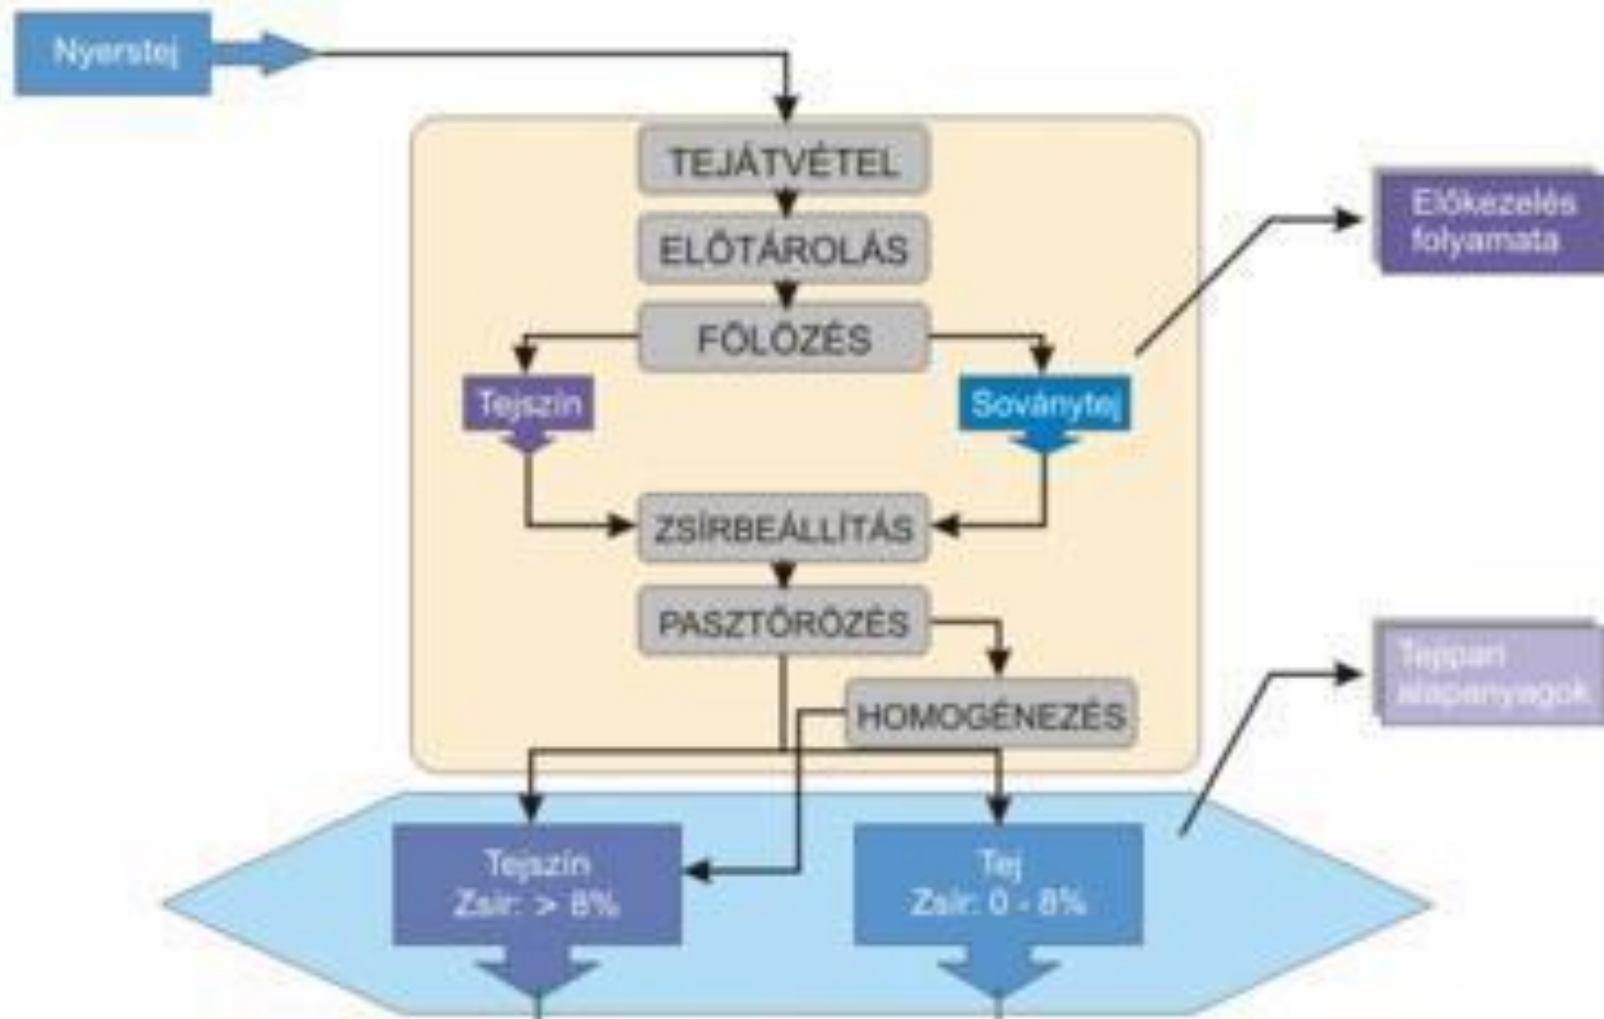 Nyerstej
TEJÁTVÉTEL
Előkezelés
folyamata
ELŐTÁROLÁS
FÖLÖZÉS
Tejszín
Soványtej
ZSÍRBEÁLLÍTÁS
PASZTŐRÖZÉS
Tejipari
alapanyagok
HOMOGÉNEZÉS
Tejszín
Zsír: > 8%
Tej
Zsír: 0 - 8%